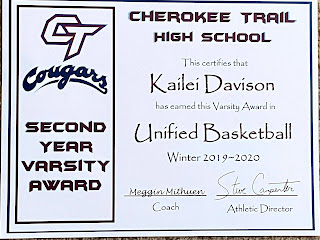 CT
Cougars
SECOND
YEAR
VARSITY
AWARD
CHEROKEE TRAIL
HIGH SCHOOL
This certifies that
Kailei Davison
has earned this Varsity Award in
Unified Basketball
Winter 2019~2020
Meggin Mithuen Steve Carpenter
Coach Athletic Director